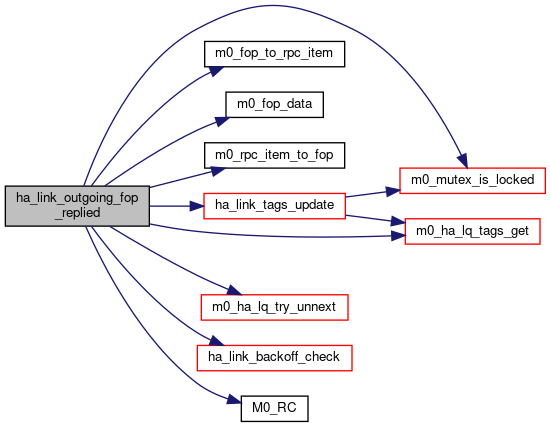 m0_fop_to_rpc_item
m0_fop_data
m0_rpc_item_to_fop
m0_mutex_is_locked
ha_link_outgoing_fop
_replied
ha_link_tags_update
m0_ha_lq_tags_get
m0_ha_lq_try_unnext
ha_link_backoff_check
M0_RC